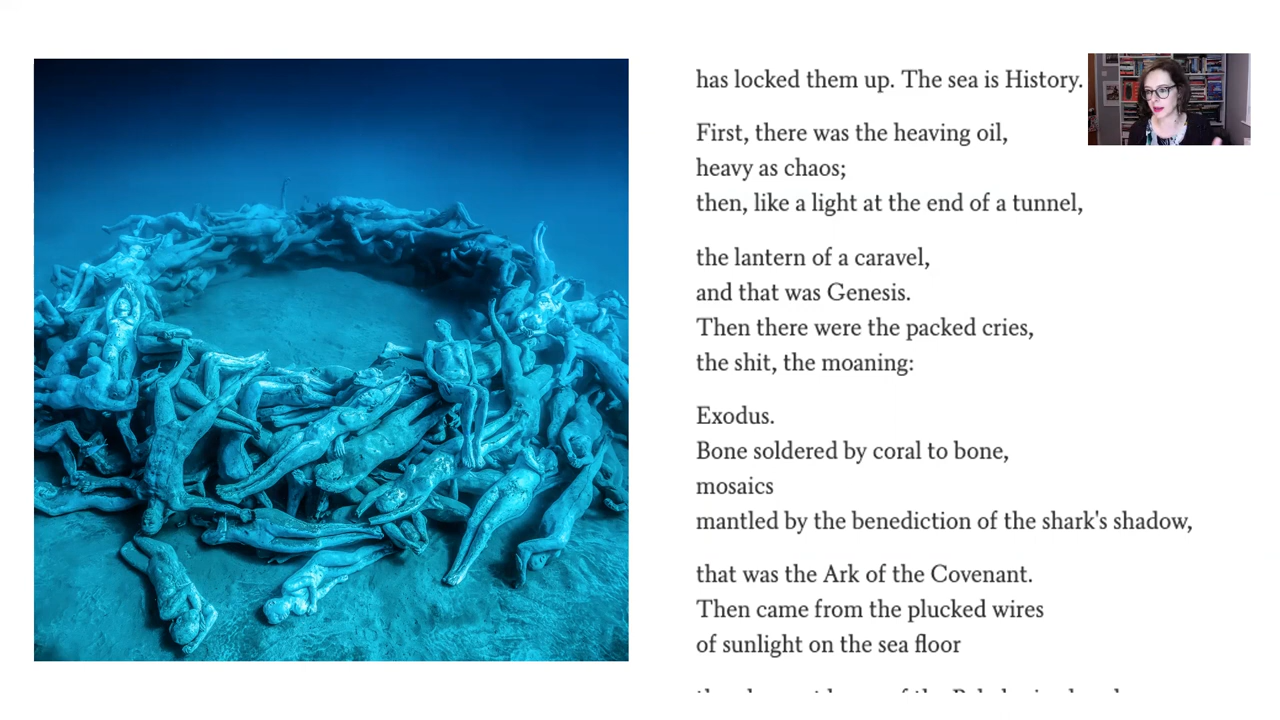 has locked them up. The sea is History.
First, there was the heaving oil,
heavy as chaos;
then, like a light at the end of a tunnel,
the lantern of a caravel,
and that was Genesis.
Then there were the packed cries,
the shit, the moaning:
Exodus.
Bone soldered by coral to bone,
mosaics
mantled by the benediction of the shark's shadow,
that was the Ark of the Covenant.
Then came from the plucked wires
of sunlight on the sea floor